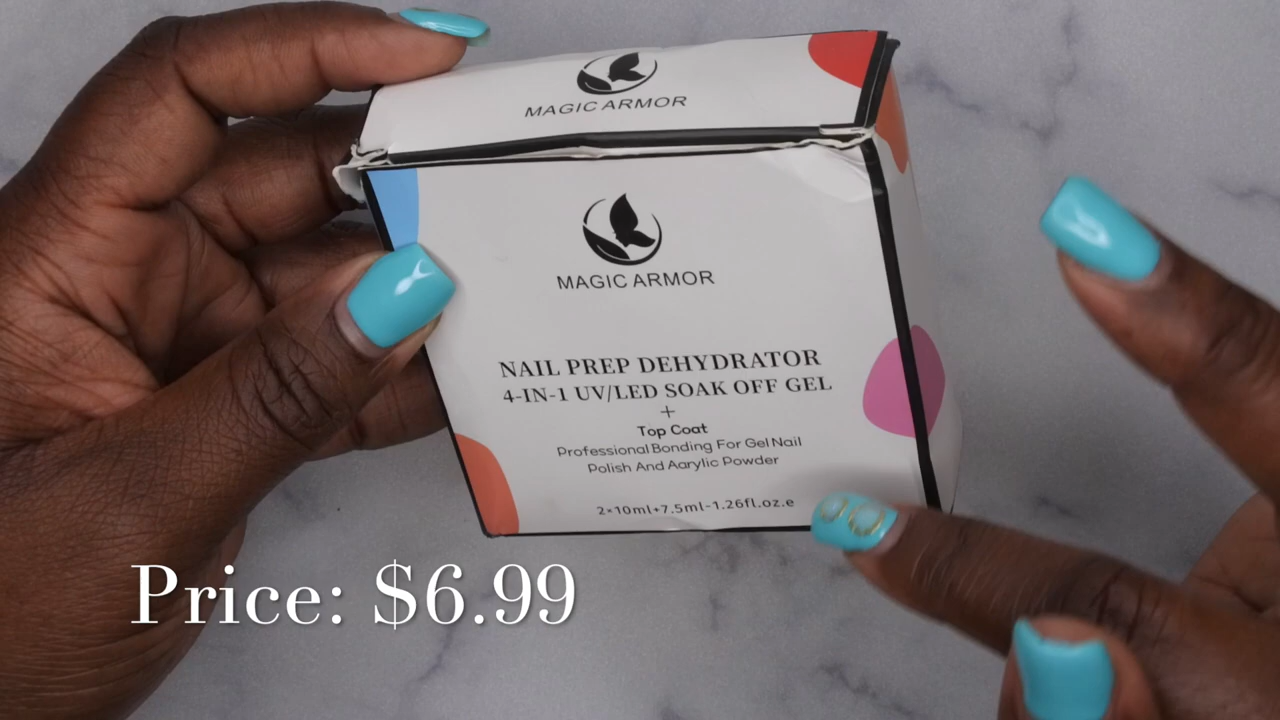 MAGIC ARMOR
MAGIC ARMOR
NAIL PREP DEHYDRATOR
4-IN-1 UV/LED SOAK OFF GEL
+
Top Coat
Professional Bonding For Gel Nail
Polish And Aarylic Powder
2*10ml+7.5ml-1.26fl.oz.e
Price: $6.99